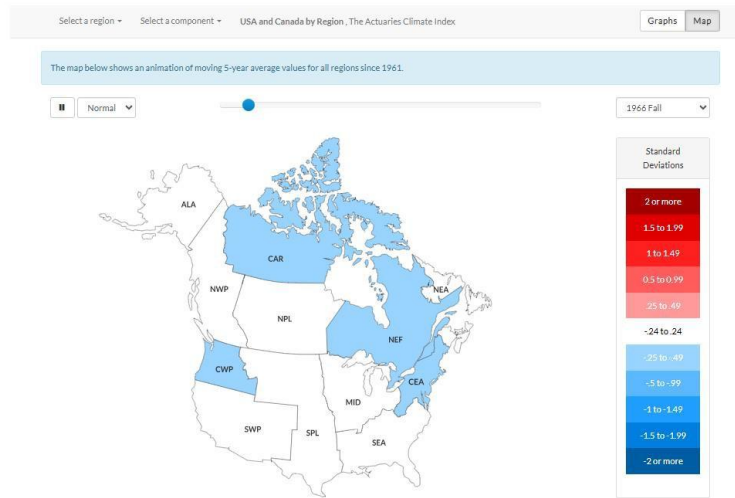 Select a region
Select a component
USA and Canada by Region , The Actuaries Climate Index
Graphs
Map
The map below shows an animation of moving 5-year average values for all regions since 1961.
Normal
1966 Fall
ALA
CAR
NWP
NPL
NEA
NEF
CWP
CEA
MID
SWP
SPL
SEA
Standard
Deviations
2 or more
1.5 to 1.99
1 to 1.49
0.5 to 0.99
.25 to .49
-.24 to .24
-.25 to -.49
-.5 to -.99
-1 to -1.49
-1.5 to -1.99
-2 or more